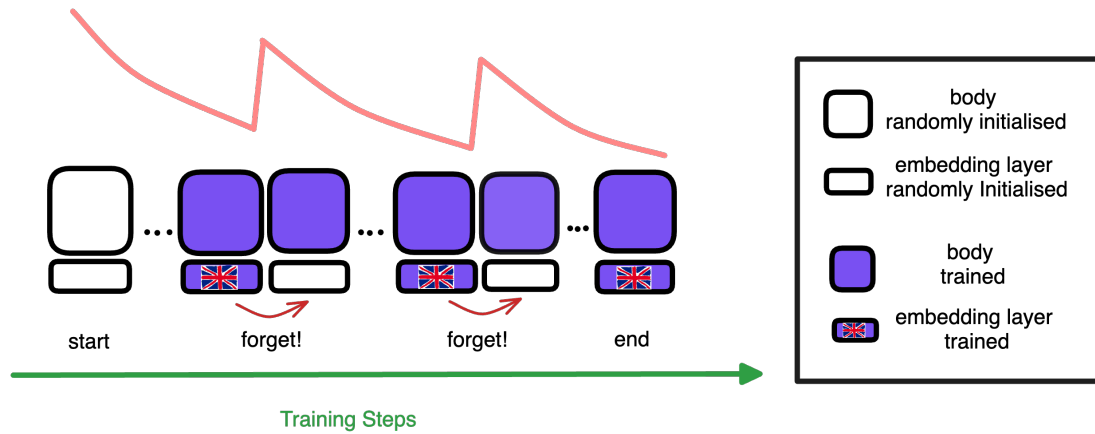 start
forget!
forget!
end
Training Steps
body
randomly initialised
embedding layer
randomly Initialised
body
trained
embedding layer
trained